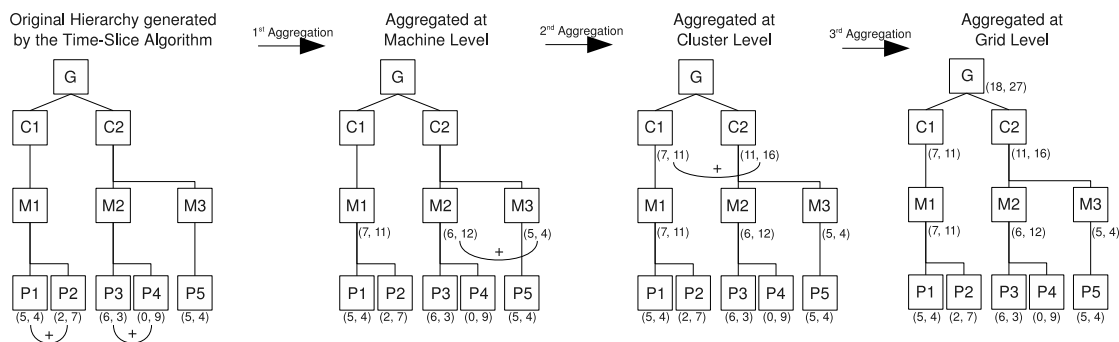 Original Hierarchy generated
by the Time-Slice Algorithm
1st Aggregation
Aggregated at
Machine Level
2nd Aggregation
Aggregated at
Cluster Level
3rd Aggregation
Aggregated at
Grid Level
G
C1 C2
M1 M2 M3
P1 P2 P3 P4 P5
(5, 4) (2, 7) (6, 3) (0, 9) (5, 4)
+ +
G
C1 C2
M1 M2 M3
(7, 11) (6, 12) (5, 4)
+
P1 P2 P3 P4 P5
(5, 4) (2, 7) (6, 3) (0, 9) (5, 4)
G
C1 C2
(7, 11) (11, 16)
+
M1 M2 M3
(7, 11) (6, 12) (5, 4)
P1 P2 P3 P4 P5
(5, 4) (2, 7) (6, 3) (0, 9) (5, 4)
G
(18, 27)
C1 C2
(7, 11) (11, 16)
M1 M2 M3
(7, 11) (6, 12) (5, 4)
P1 P2 P3 P4 P5
(5, 4) (2, 7) (6, 3) (0, 9) (5, 4)